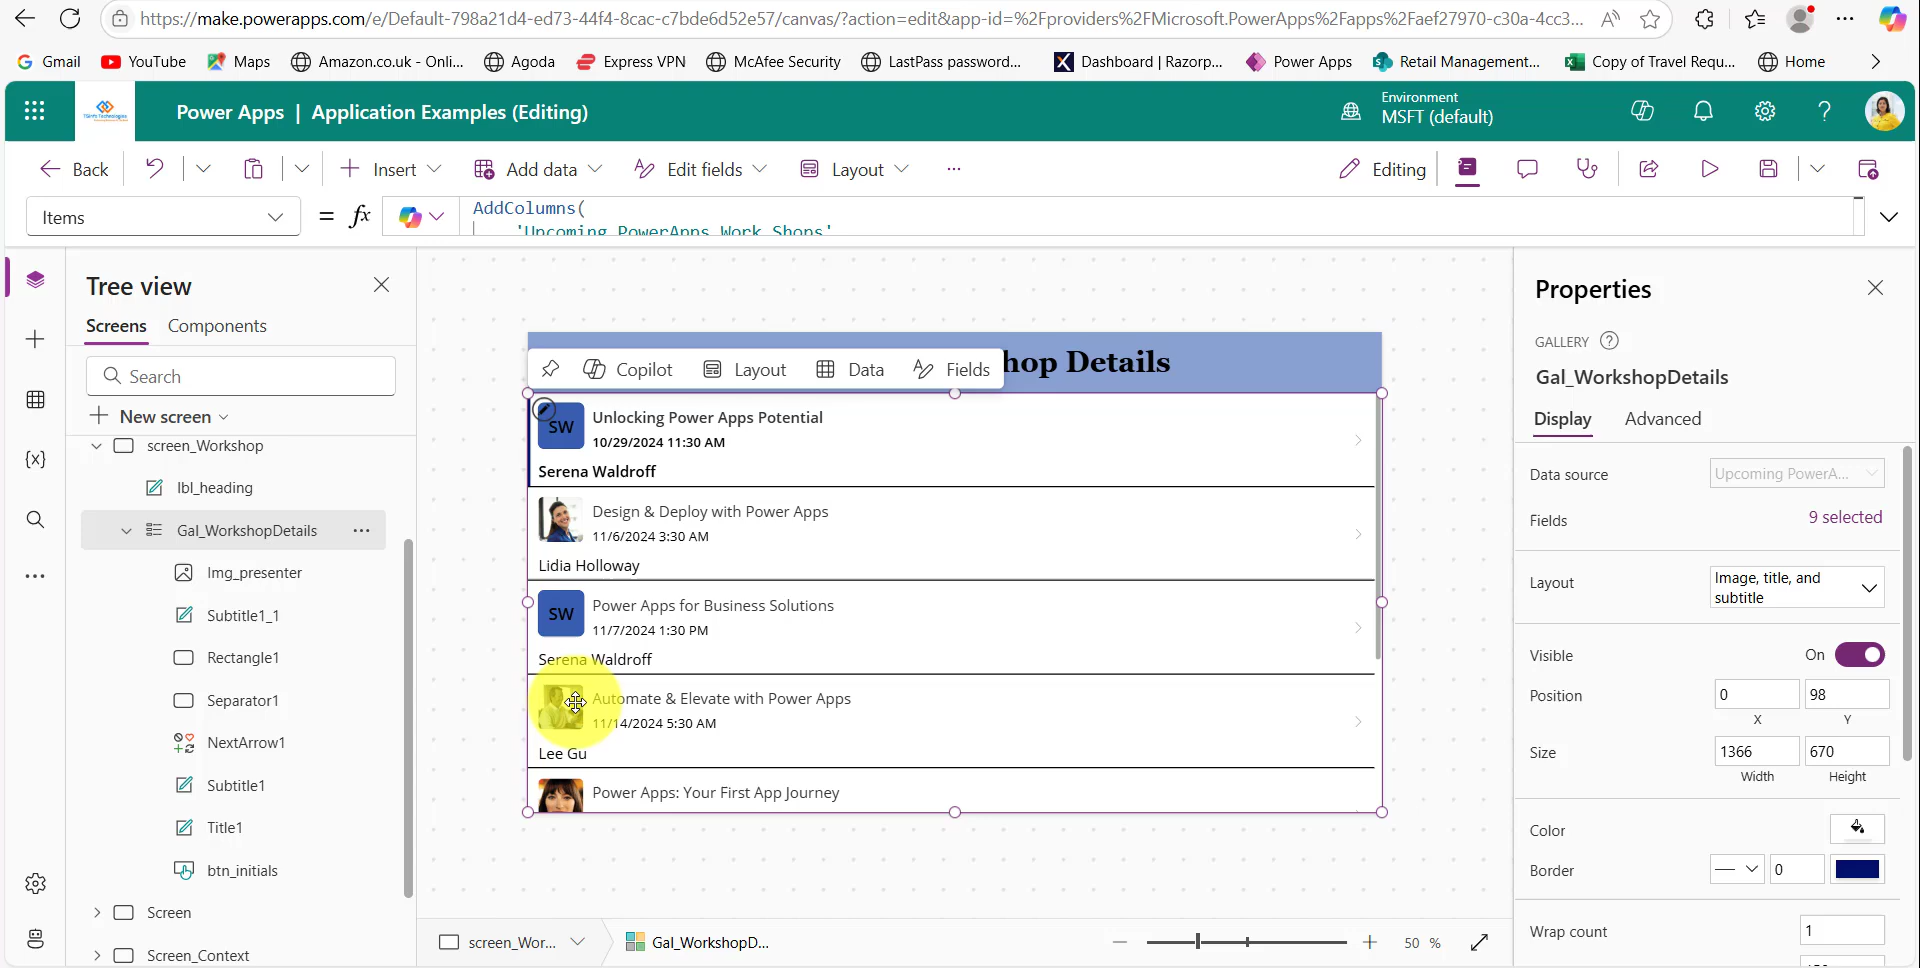 https://make.powerapps.com/e/Default-798a21d4-ed73-44f4-8cac-c7bde6d52e57/canvas/?action=edit&app-id=%2Fproviders%2FMicrosoft.PowerApps%2Fapps%2Faef27970-c30a-4cc3...
Gmail YouTube Maps Amazon.co.uk - Onli... Agoda Express VPN McAfee Security LastPass password... Dashboard | Razorp... Power Apps Retail Management... Copy of Travel Requ... Home
Power Apps | Application Examples (Editing)
Environment
MSFT (default)
Back Insert Add data Edit fields Layout ... Editing
Items = fx AddColumns(
'Upcoming PowerApps Work Shops'
Tree view
Screens Components
Search
New screen
screen_Workshop
lbl_heading
Gal_WorkshopDetails
Img_presenter
Subtitle1_1
Rectangle1
Separator1
NextArrow1
Subtitle1
Title1
btn_initials
Screen
Screen_Context
hop Details
Copilot Layout Data Fields
SW
Unlocking Power Apps Potential
10/29/2024 11:30 AM
Serena Waldroff
Design & Deploy with Power Apps
11/6/2024 3:30 AM
Lidia Holloway
SW
Power Apps for Business Solutions
11/7/2024 1:30 PM
Serena Waldroff
Automate & Elevate with Power Apps
11/14/2024 5:30 AM
Lee Gu
Power Apps: Your First App Journey
screen_Wor... Gal_WorkshopD... 50 %
Properties
GALLERY ?
Gal_WorkshopDetails
Display Advanced
Data source Upcoming PowerA...
Fields 9 selected
Layout Image, title, and subtitle
Visible On
Position 0 98
X Y
Size 1366 670
Width Height
Color
Border 0
Wrap count 1